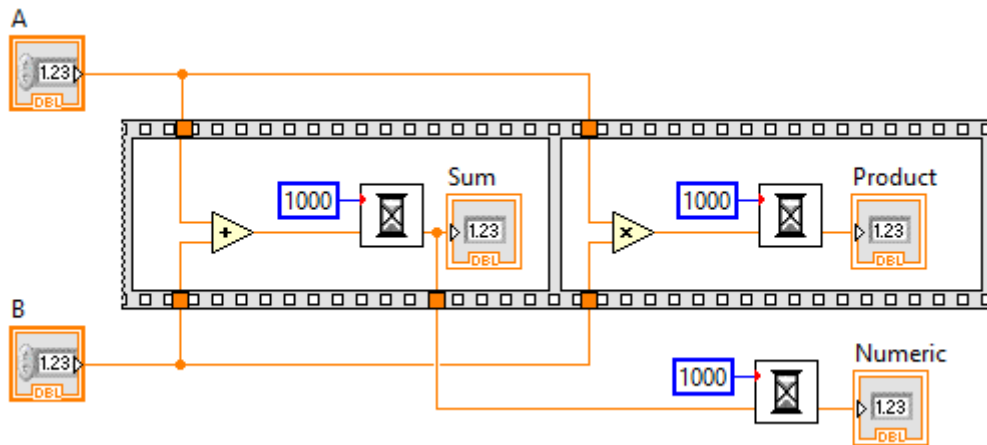 A
1.23
DBL
1000
Sum
1.23
DBL
+
1000
Product
1.23
DBL
x
B
1.23
DBL
1000
Numeric
1.23
DBL